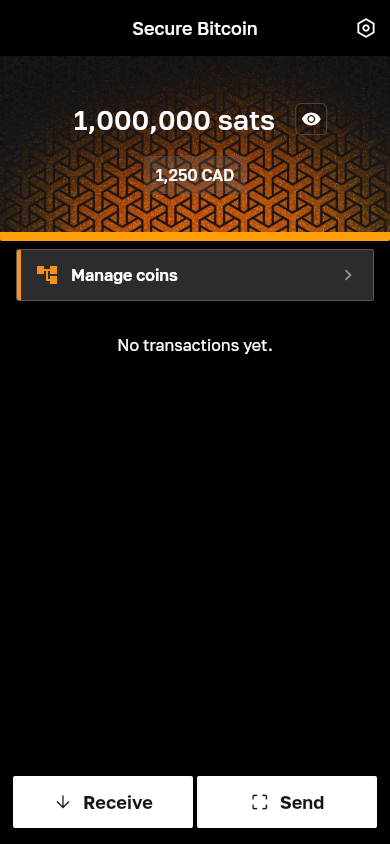 Secure Bitcoin
1,000,000 sats
1,250 CAD
Manage coins
No transactions yet.
Receive
Send